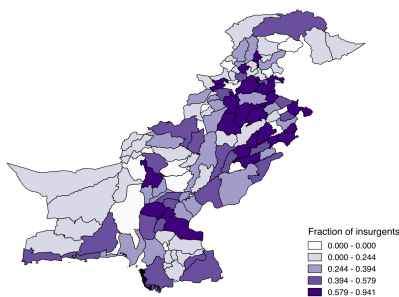 Fraction of insurgents
0.000 - 0.000
0.000 - 0.244
0.244 - 0.394
0.394 - 0.579
0.579 - 0.941